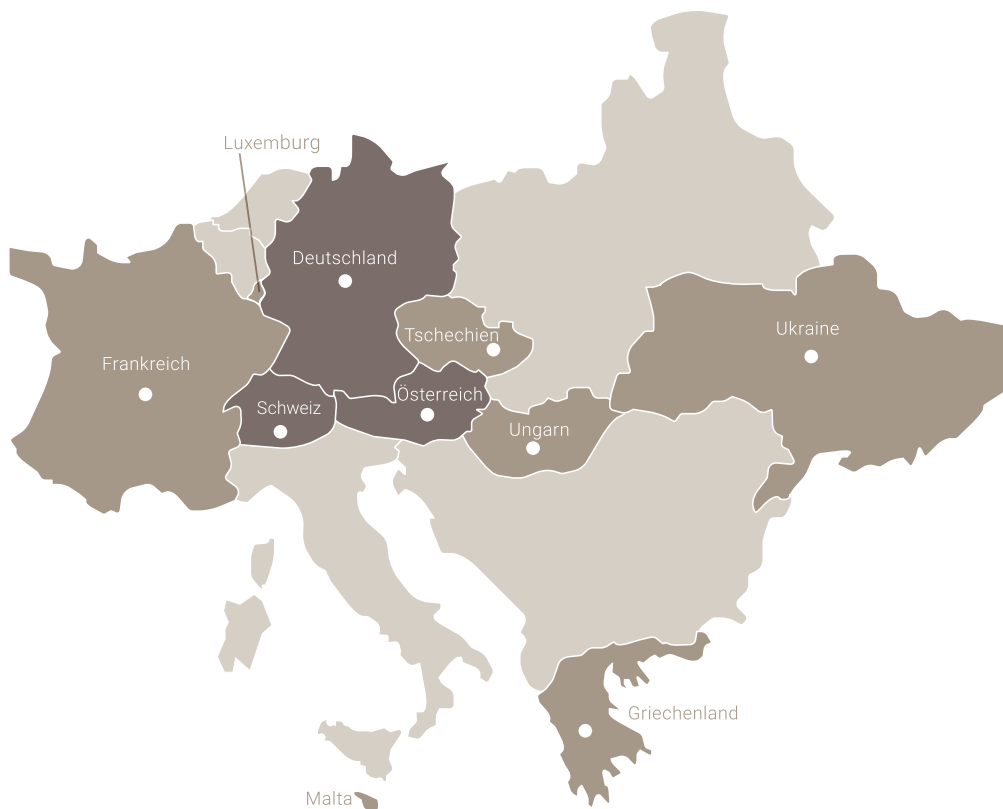 Luxemburg
Deutschland
Tschechien
Ukraine
Frankreich
Österreich
Schweiz
Ungarn
Griechenland
Malta